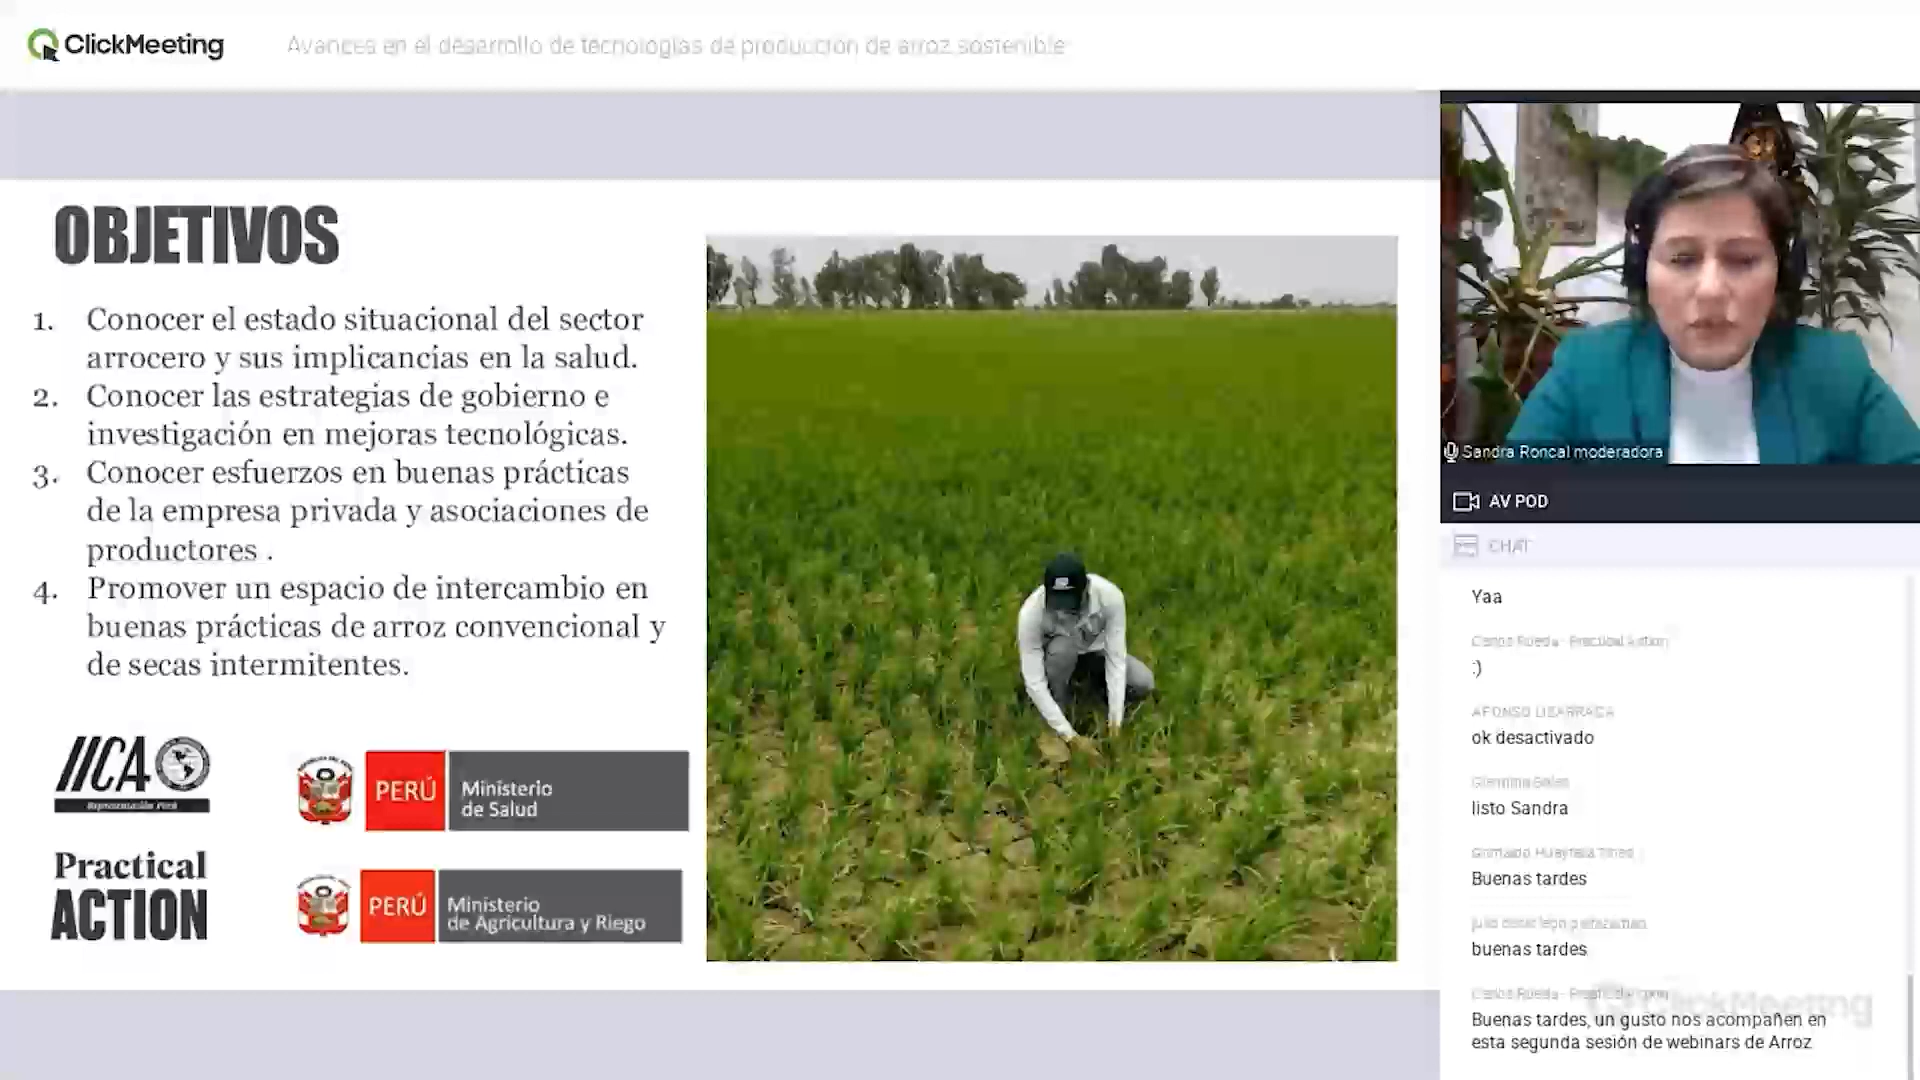 ClickMeeting
Avances en el desarrollo de tecnologías de producción de arroz sostenible
OBJETIVOS
1. Conocer el estado situacional del sector
arrocero y sus implicancias en la salud.
2. Conocer las estrategias de gobierno e
investigación en mejoras tecnológicas.
3. Conocer esfuerzos en buenas prácticas
de la empresa privada y asociaciones de
productores .
4. Promover un espacio de intercambio en
buenas prácticas de arroz convencional y
de secas intermitentes.
IICA
Representación Perú
PERÚ
Ministerio
de Salud
Practical
ACTION
PERÚ
Ministerio
de Agricultura y Riego
Sandra Roncal moderadora
AV POD
CHAT
Yaa
Practical Action
:)
ok desactivado
listo Sandra
Buenas tardes
buenas tardes
ClickMeeting
Buenas tardes, un gusto nos acompañen en
esta segunda sesión de webinars de Arroz